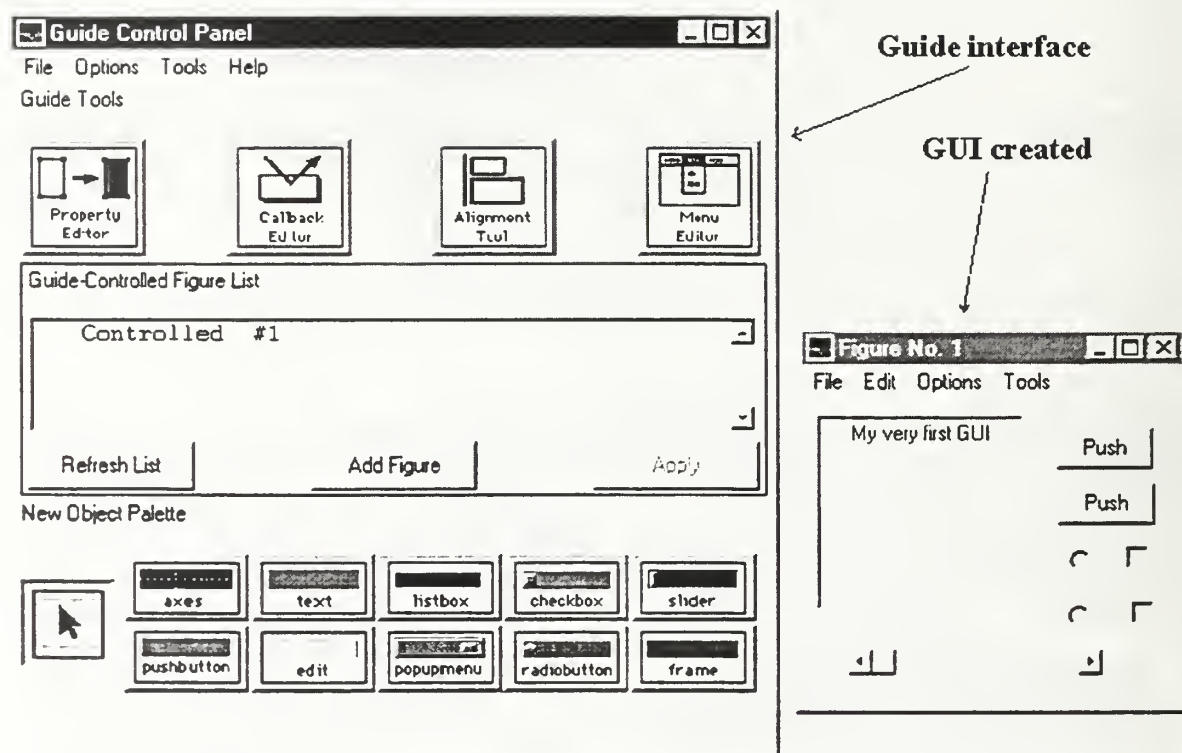 Guide Control Panel
File Options Tools Help
Guide Tools
Property Editor
Callback Editor
Alignment Tool
Menu Editor
Guide-Controlled Figure List
Controlled #1
Refresh List Add Figure Apply
New Object Palette
axes text listbox checkbox slider
pushbutton edit popupmenu radiobutton frame
Guide interface
GUI created
Figure No. 1
File Edit Options Tools
My very first GUI
Push
Push